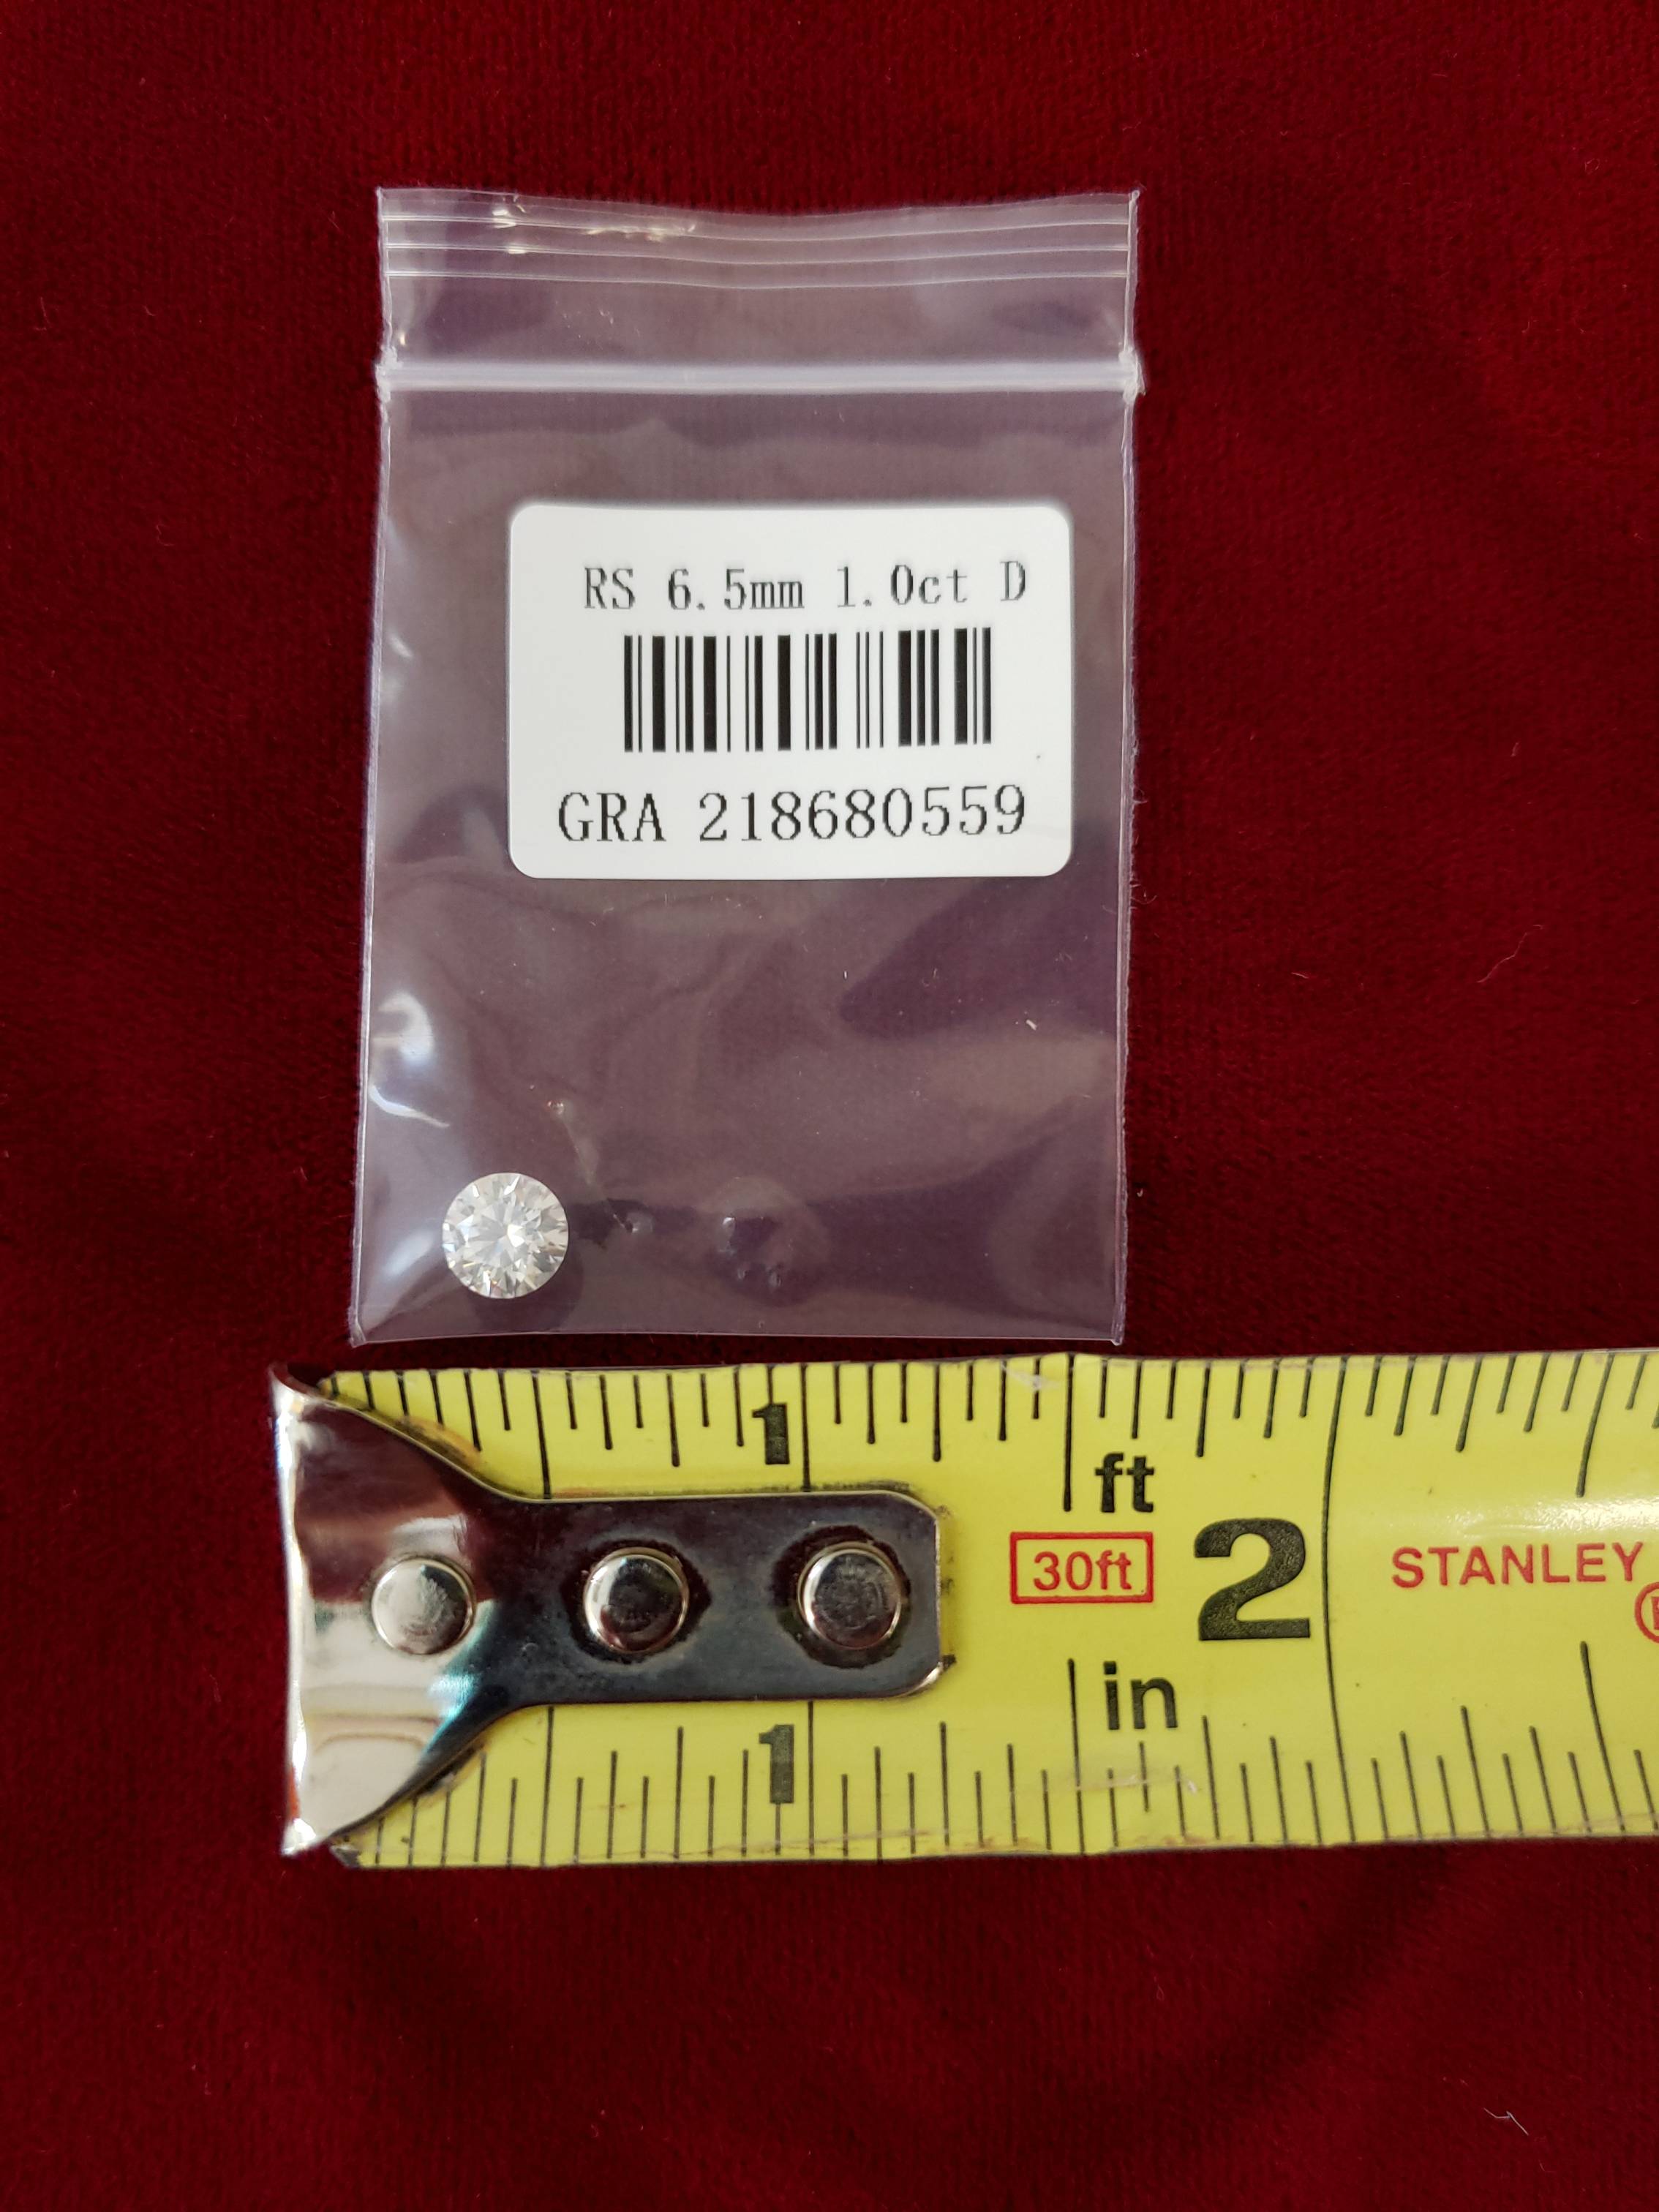 RS 6.5mm 1.0ct D
GRA 218680559
1
ft
30ft
2
STANLEY
in
1